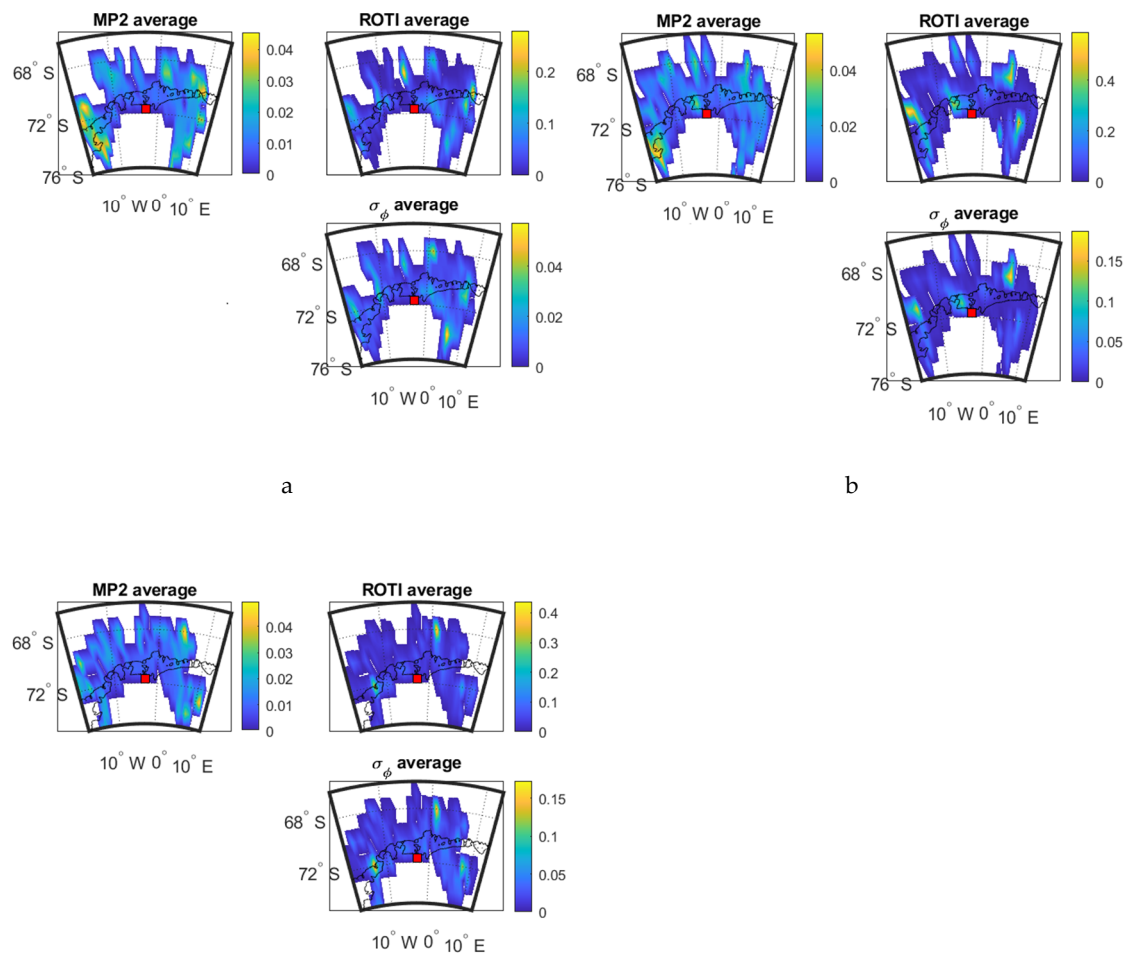 MP2 average
68° S
72° S
76° S
10° W 0° 10° E
0.04
0.03
0.02
0.01
0
ROTI average
0.2
0.1
0
σϕ average
68° S
72° S
76° S
10° W 0° 10° E
0.04
0.02
0
MP2 average
68° S
72° S
76° S
10° W 0° 10° E
0.04
0.02
0
ROTI average
0.4
0.2
0
σϕ average
68° S
72° S
76° S
10° W 0° 10° E
0.15
0.1
0.05
0
a
b
MP2 average
68° S
72° S
10° W 0° 10° E
0.04
0.03
0.02
0.01
0
ROTI average
0.4
0.3
0.2
0.1
0
σϕ average
68° S
72° S
10° W 0° 10° E
0.15
0.1
0.05
0